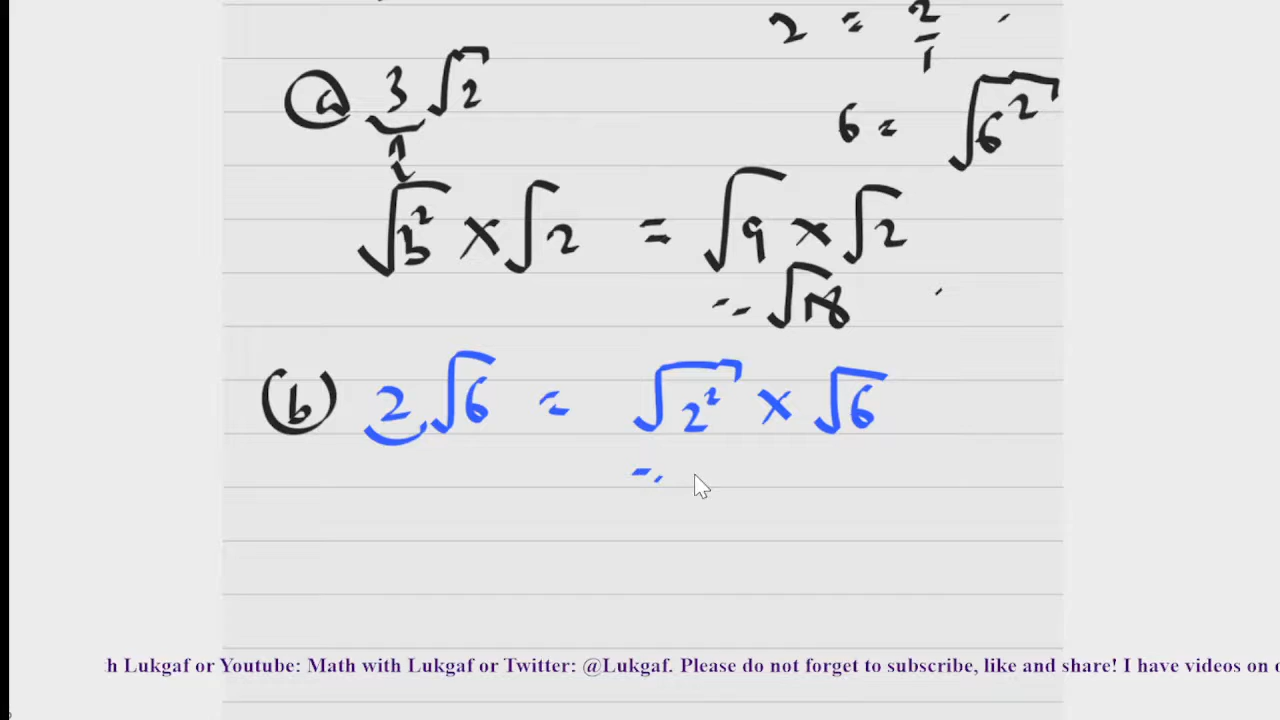 2 = 2/1
(a) 3√2
6 = √6²
√3² × √2 = √9 × √2
= √18
(b) 2√6 = √2² × √6
=
h Lukgaf or Youtube: Math with Lukgaf or Twitter: @Lukgaf. Please do not forget to subscribe, like and share! I have videos on